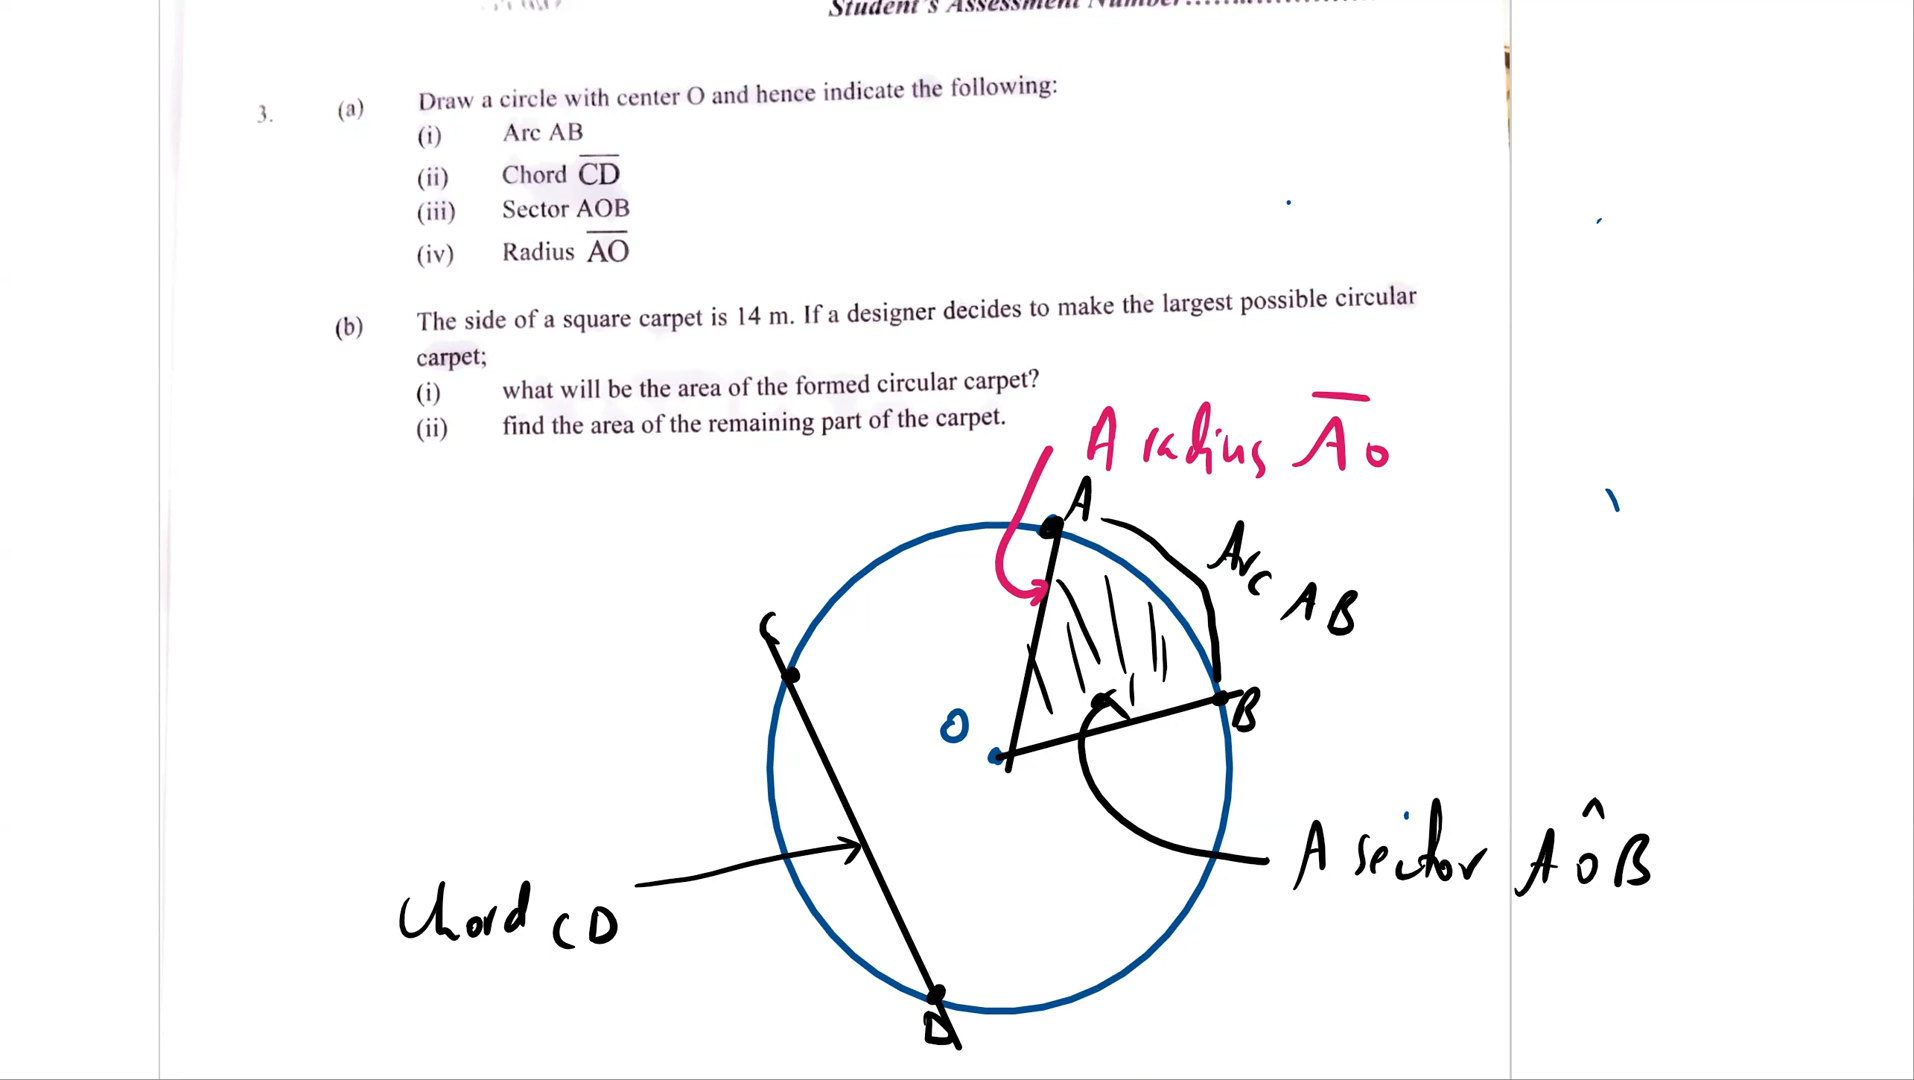 Student's Assessment Number
3. (a) Draw a circle with center O and hence indicate the following:
(i) Arc AB
(ii) Chord CD
(iii) Sector AOB
(iv) Radius AO
(b) The side of a square carpet is 14 m. If a designer decides to make the largest possible circular
carpet;
(i) what will be the area of the formed circular carpet?
(ii) find the area of the remaining part of the carpet.
A radius AO
A
Arc AB
C
B
O
A sector AOB
Chord CD
D